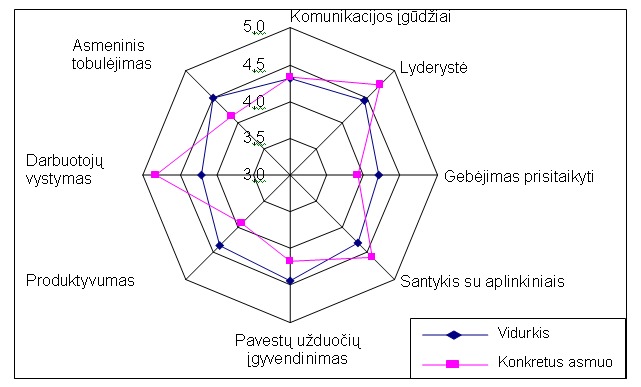 Komunikacijos įgūdžiai
5,0
Asmeninis
tobulėjimas
4,5
Lyderystė
4,0
3,5
Darbuotojų
vystymas
3,0
Gebėjimas prisitaikyti
Produktyvumas
Santykis su aplinkiniais
Pavestų užduočių
įgyvendinimas
Vidurkis
Konkretus asmuo